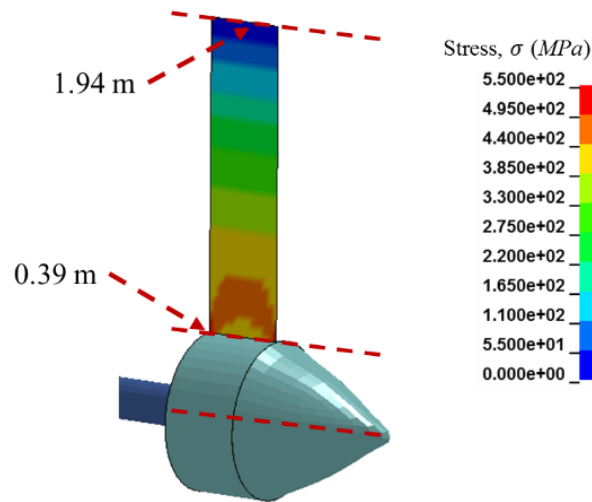 1.94 m
0.39 m
Stress, σ (MPa)
5.500e+02
4.950e+02
4.400e+02
3.850e+02
3.300e+02
2.750e+02
2.200e+02
1.650e+02
1.100e+02
5.500e+01
0.000e+00